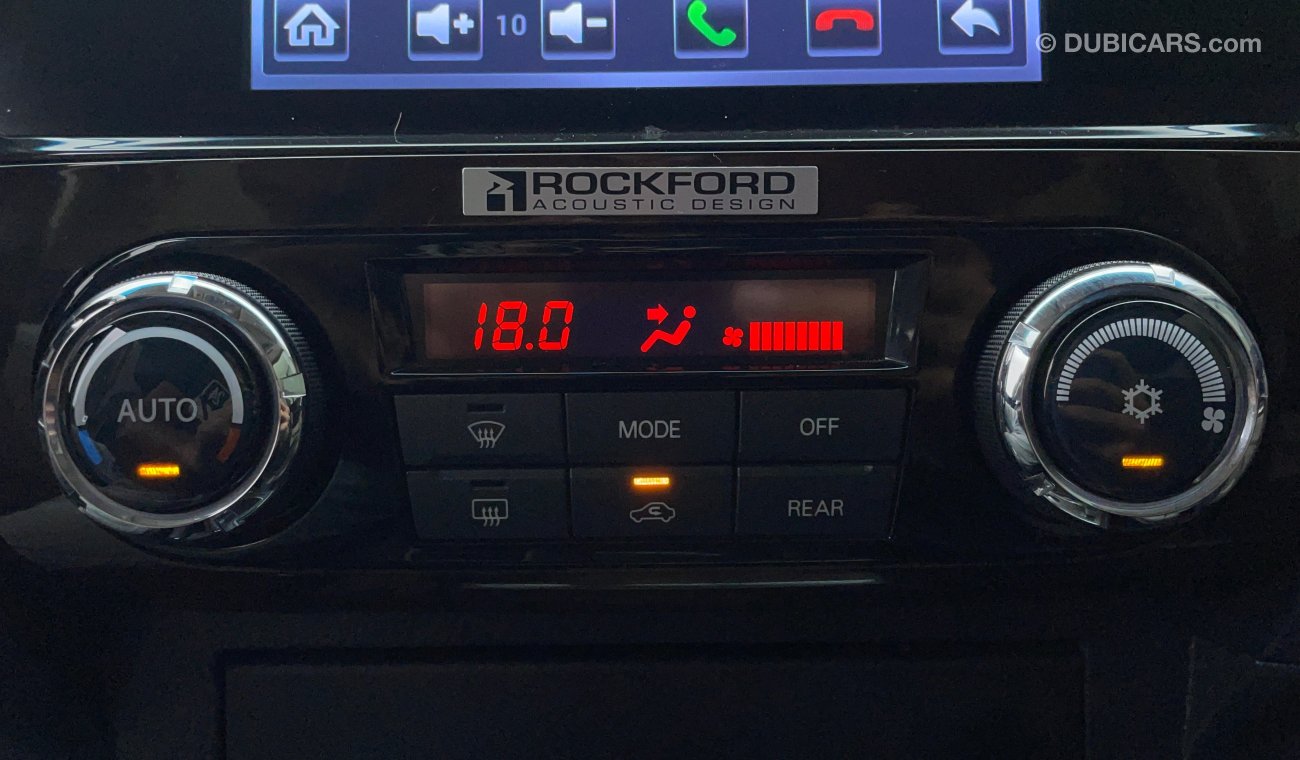 10
© DUBICARS.com
ROCKFORD
ACOUSTIC DESIGN
18.0
AUTO
MODE
OFF
REAR